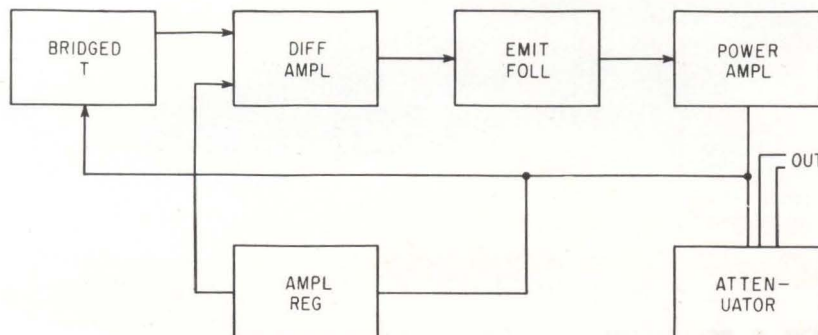 BRIDGED
T
DIFF
AMPL
EMIT
FOLL
POWER
AMPL
OUT
AMPL
REG
ATTEN-
UATOR